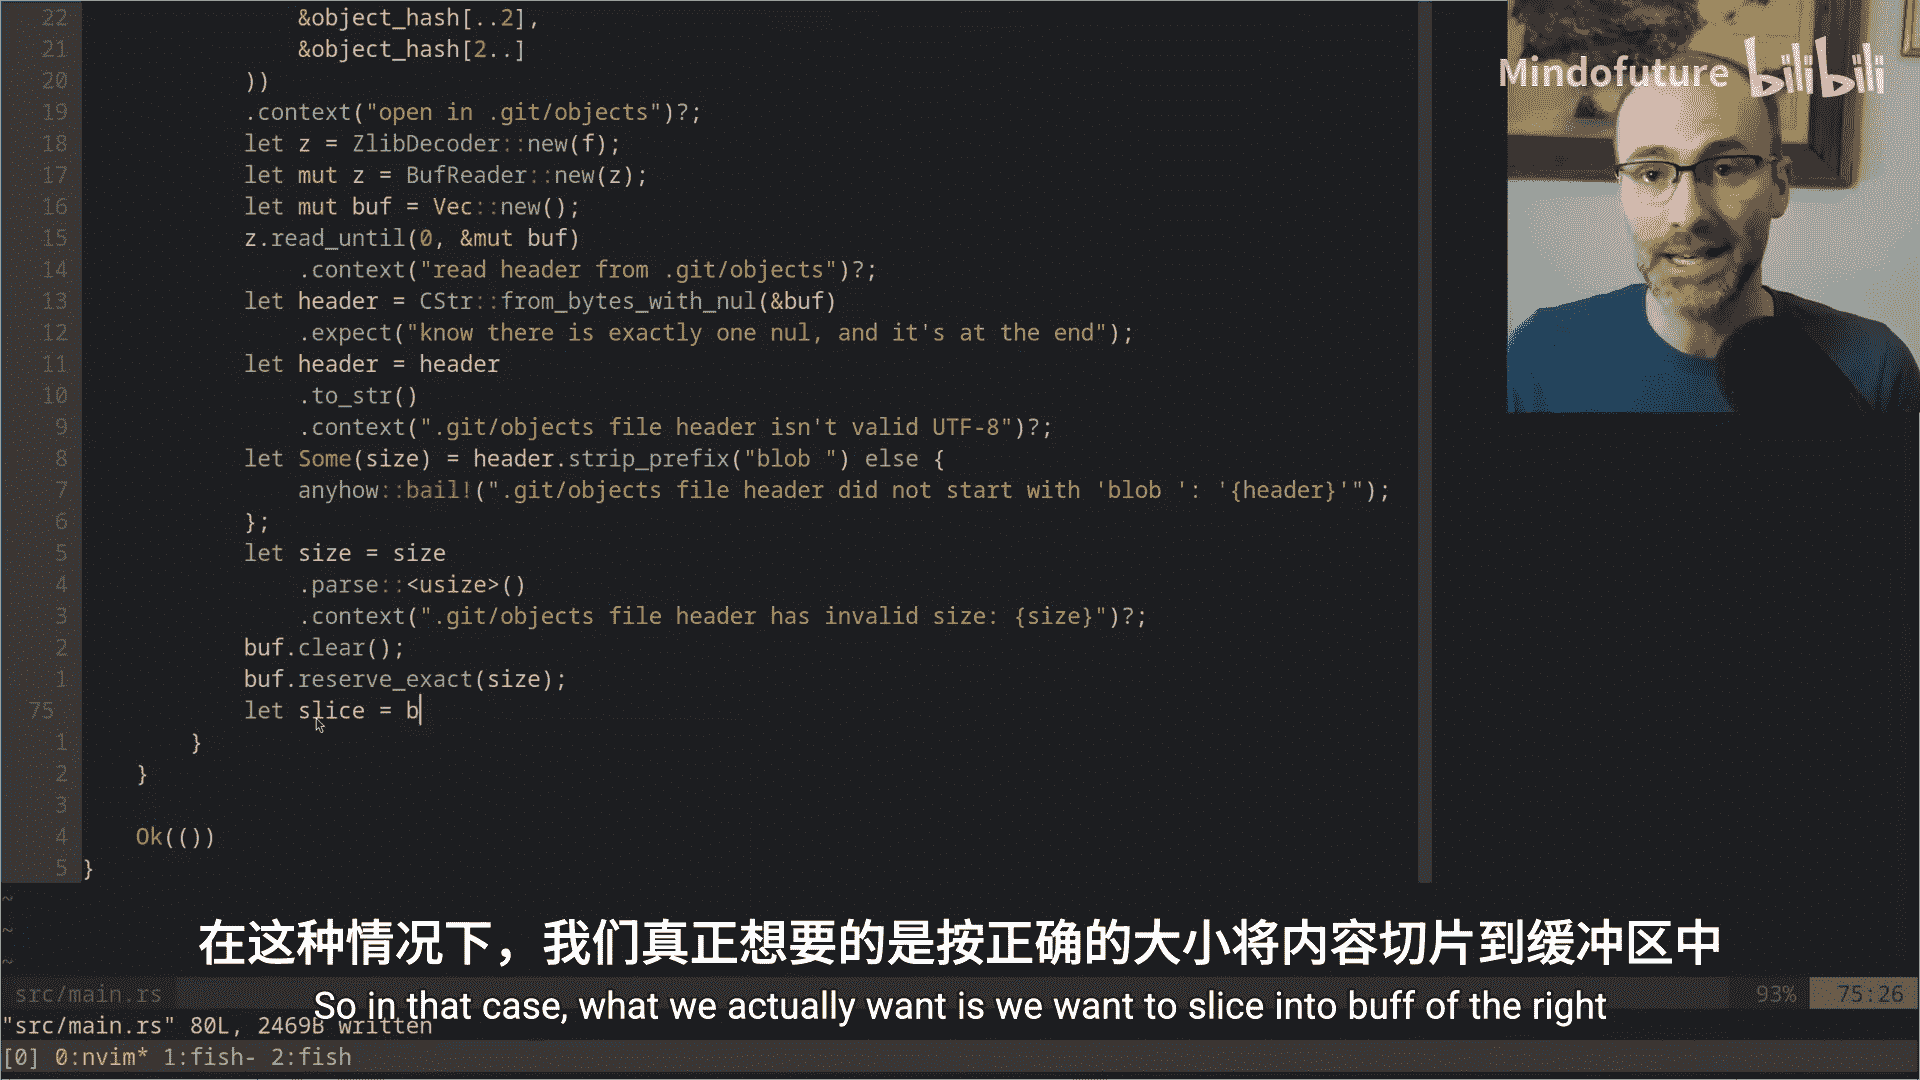 22 &object_hash[..2],
21 &object_hash[2..]
20 ))
19 .context("open in .git/objects")?;
18 let z = ZlibDecoder::new(f);
17 let mut z = BufReader::new(z);
16 let mut buf = Vec::new();
15 z.read_until(0, &mut buf)
14 .context("read header from .git/objects")?;
13 let header = CStr::from_bytes_with_nul(&buf)
12 .expect("know there is exactly one nul, and it's at the end");
11 let header = header
10 .to_str()
9 .context(".git/objects file header isn't valid UTF-8")?;
8 let Some(size) = header.strip_prefix("blob ") else {
7 anyhow::bail!(".git/objects file header did not start with 'blob ': '{header}'");
6 };
5 let size = size
4 .parse::<usize>()
3 .context(".git/objects file header has invalid size: {size}")?;
2 buf.clear();
1 buf.reserve_exact(size);
75 let slice = b
1 }
2 }
3
4 Ok(())
5 }
~
~
~
Mindofuture bilibili
在这种情况下，我们真正想要的是按正确的大小将内容切片到缓冲区中
So in that case, what we actually want is we want to slice into buff of the right
src/main.rs 93% 75:26
"src/main.rs" 80L, 2469B written
[0] 0:nvim* 1:fish- 2:fish